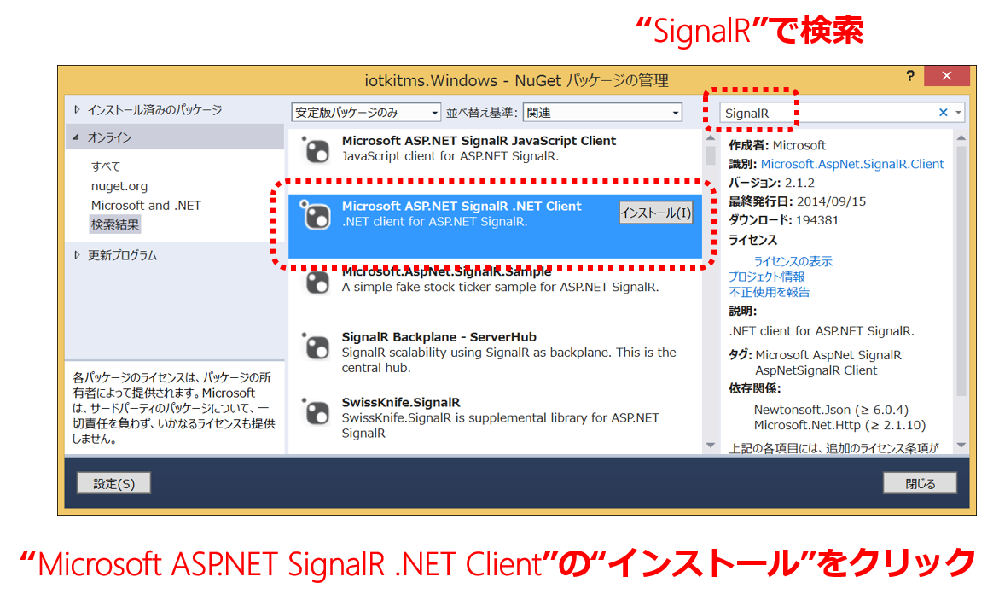 “SignalR”で検索
iotkitms.Windows - NuGet パッケージの管理
?
インストール済みのパッケージ
オンライン
すべて
nuget.org
Microsoft and .NET
検索結果
更新プログラム
各パッケージのライセンスは、パッケージの所
有者によって提供されます。Microsoft
は、サードパーティのパッケージについて、一
切責任を負わず、いかなるライセンスも提供
しません。
設定(S)
安定版パッケージのみ 並べ替え基準: 関連
Microsoft ASP.NET SignalR JavaScript Client
JavaScript client for ASP.NET SignalR.
Microsoft ASP.NET SignalR .NET Client
.NET client for ASP.NET SignalR.
インストール(I)
Microsoft.AspNet.SignalR.Sample
A simple fake stock ticker sample for ASP.NET SignalR.
SignalR Backplane - ServerHub
SignalR scalability using SignalR as backplane. This is the
central hub.
SwissKnife.SignalR
SwissKnife.SignalR is supplemental library for ASP.NET
SignalR
SignalR
作成者: Microsoft
識別: Microsoft.AspNet.SignalR.Client
バージョン: 2.1.2
最終発行日: 2014/09/15
ダウンロード: 194381
ライセンス
ライセンスの表示
プロジェクト情報
不正使用を報告
説明:
.NET client for ASP.NET SignalR.
タグ: Microsoft AspNet SignalR
AspNetSignalR Client
依存関係:
Newtonsoft.Json (≥ 6.0.4)
Microsoft.Net.Http (≥ 2.1.10)
上記の各項目には、追加のライセンス条項が
閉じる
“Microsoft ASP.NET SignalR .NET Client”の“インストール”をクリック